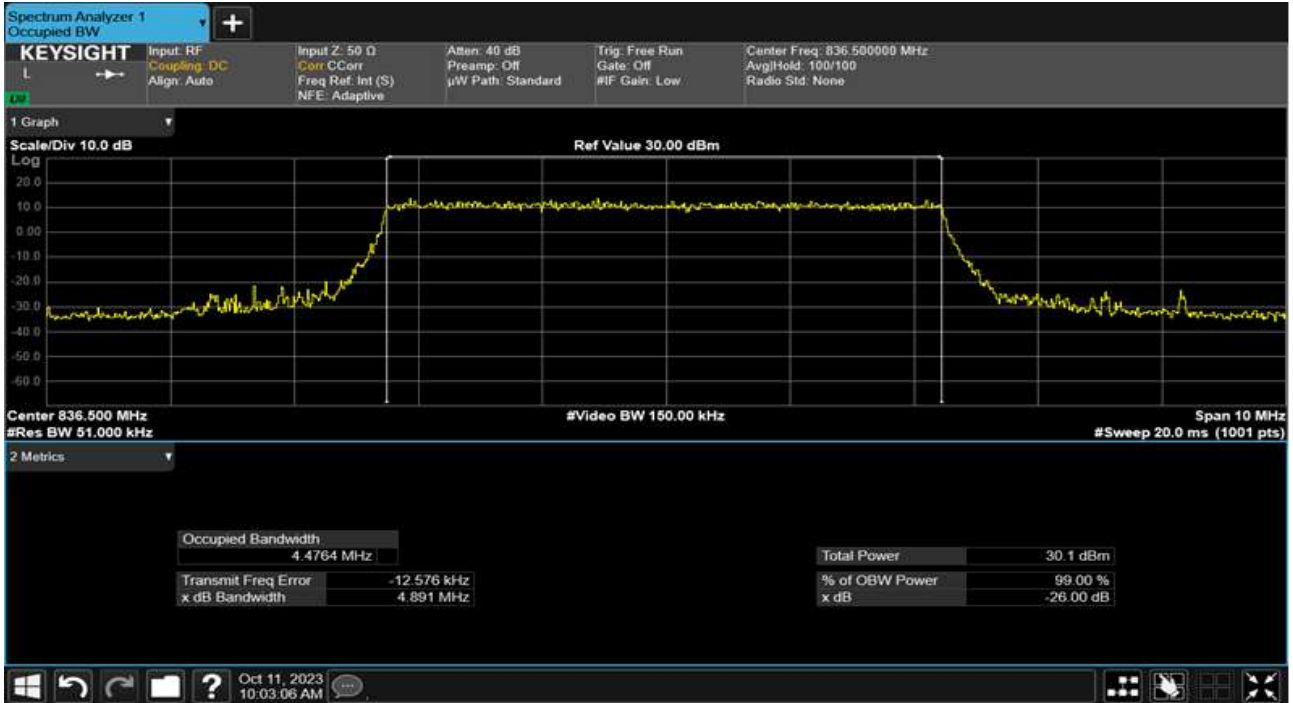 Spectrum Analyzer 1
Occupied BW
KEYSIGHT
L
Input: RF
Coupling: DC
Align: Auto
Input Z: 50 Ω
Corr CCorr
Freq Ref: Int (S)
NFE: Adaptive
Atten: 40 dB
Preamp: Off
µW Path: Standard
Trig: Free Run
Gate: Off
#IF Gain: Low
Center Freq: 836.500000 MHz
Avg|Hold: 100/100
Radio Std: None
1 Graph
Scale/Div 10.0 dB
Ref Value 30.00 dBm
Log
20.0
10.0
0.00
-10.0
-20.0
-30.0
-40.0
-50.0
-60.0
Center 836.500 MHz
#Video BW 150.00 kHz
Span 10 MHz
#Res BW 51.000 kHz
#Sweep 20.0 ms (1001 pts)
2 Metrics
Occupied Bandwidth
4.4764 MHz
Total Power 30.1 dBm
Transmit Freq Error -12.576 kHz
% of OBW Power 99.00 %
x dB Bandwidth 4.891 MHz
x dB -26.00 dB
?
Oct 11, 2023
10:03:06 AM